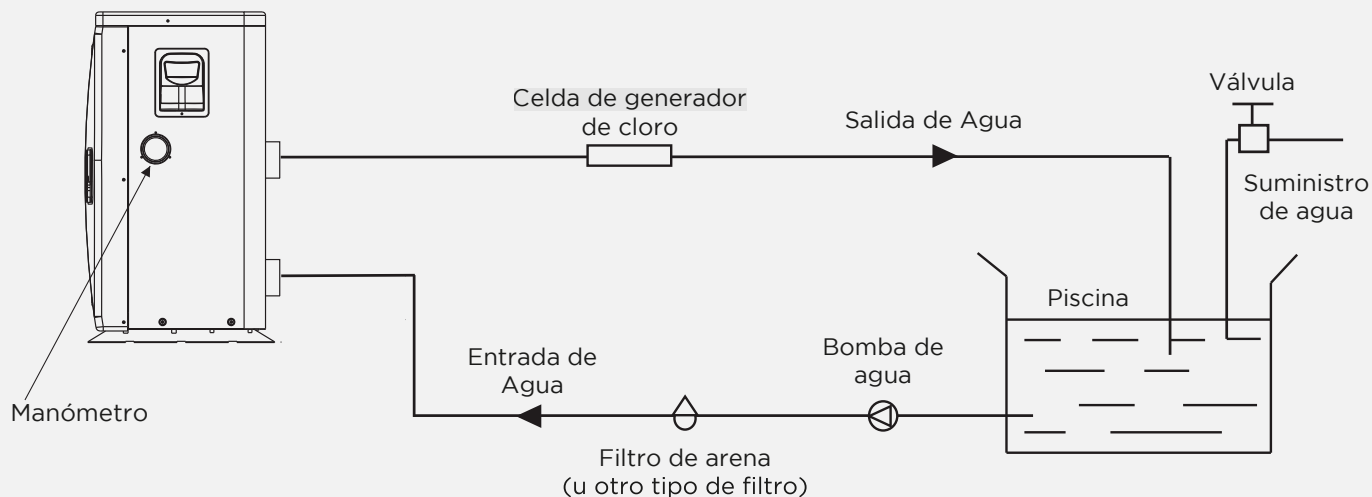 Celda de generador
de cloro
Salida de Agua
Válvula
Suministro
de agua
Piscina
Entrada de
Agua
Bomba de
agua
Manómetro
Filtro de arena
(u otro tipo de filtro)